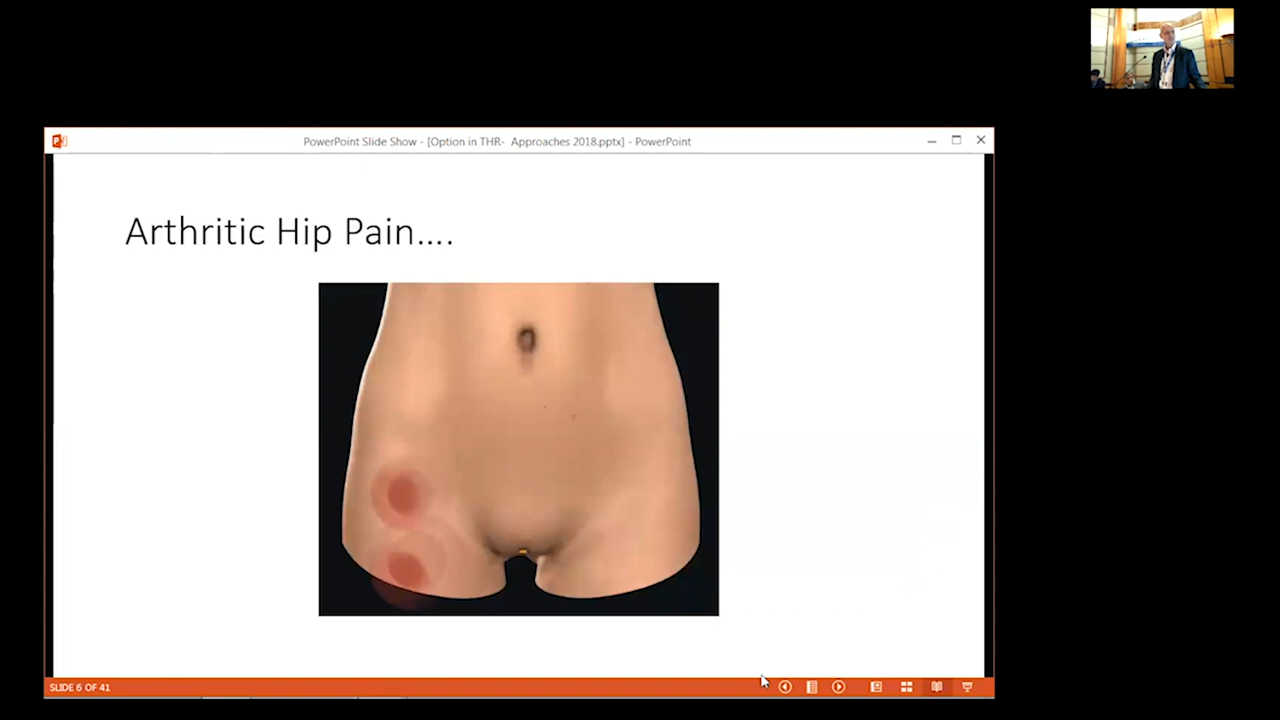 PowerPoint Slide Show - [Option in THR-  Approaches 2018.pptx] - PowerPoint
Arthritic Hip Pain....
SLIDE 6 OF 41